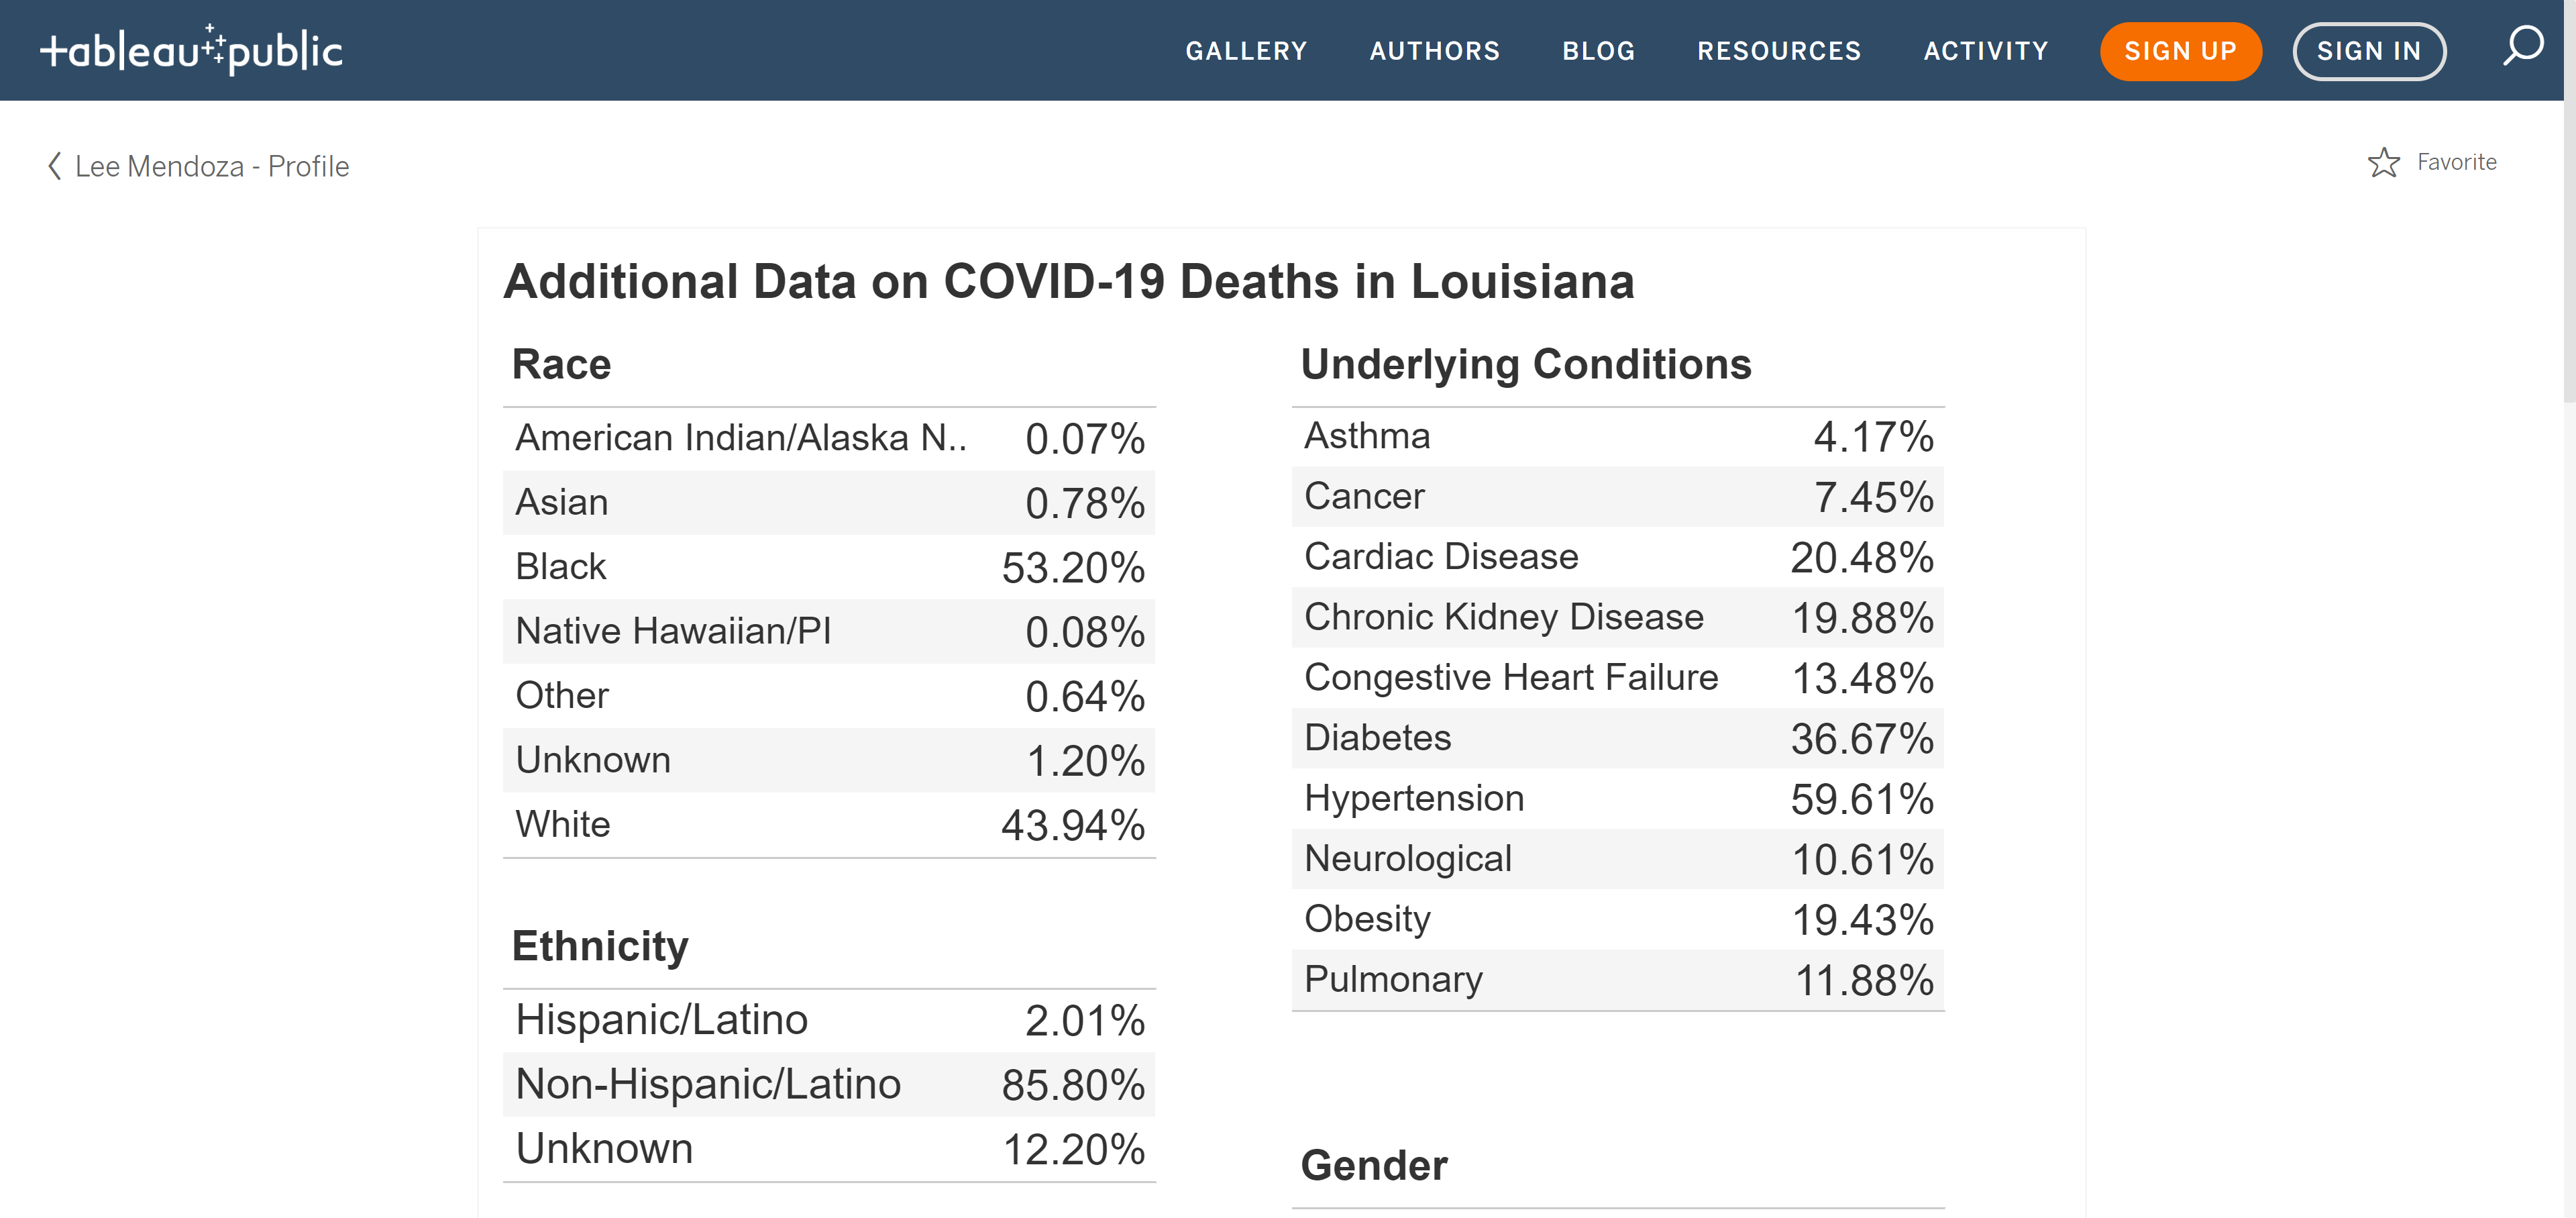 tableau public GALLERY AUTHORS BLOG RESOURCES ACTIVITY SIGN UP SIGN IN
Lee Mendoza - Profile
Favorite
Additional Data on COVID-19 Deaths in Louisiana
Race
American Indian/Alaska N.. 0.07%
Asian 0.78%
Black 53.20%
Native Hawaiian/PI 0.08%
Other 0.64%
Unknown 1.20%
White 43.94%
Ethnicity
Hispanic/Latino 2.01%
Non-Hispanic/Latino 85.80%
Unknown 12.20%
Underlying Conditions
Asthma 4.17%
Cancer 7.45%
Cardiac Disease 20.48%
Chronic Kidney Disease 19.88%
Congestive Heart Failure 13.48%
Diabetes 36.67%
Hypertension 59.61%
Neurological 10.61%
Obesity 19.43%
Pulmonary 11.88%
Gender